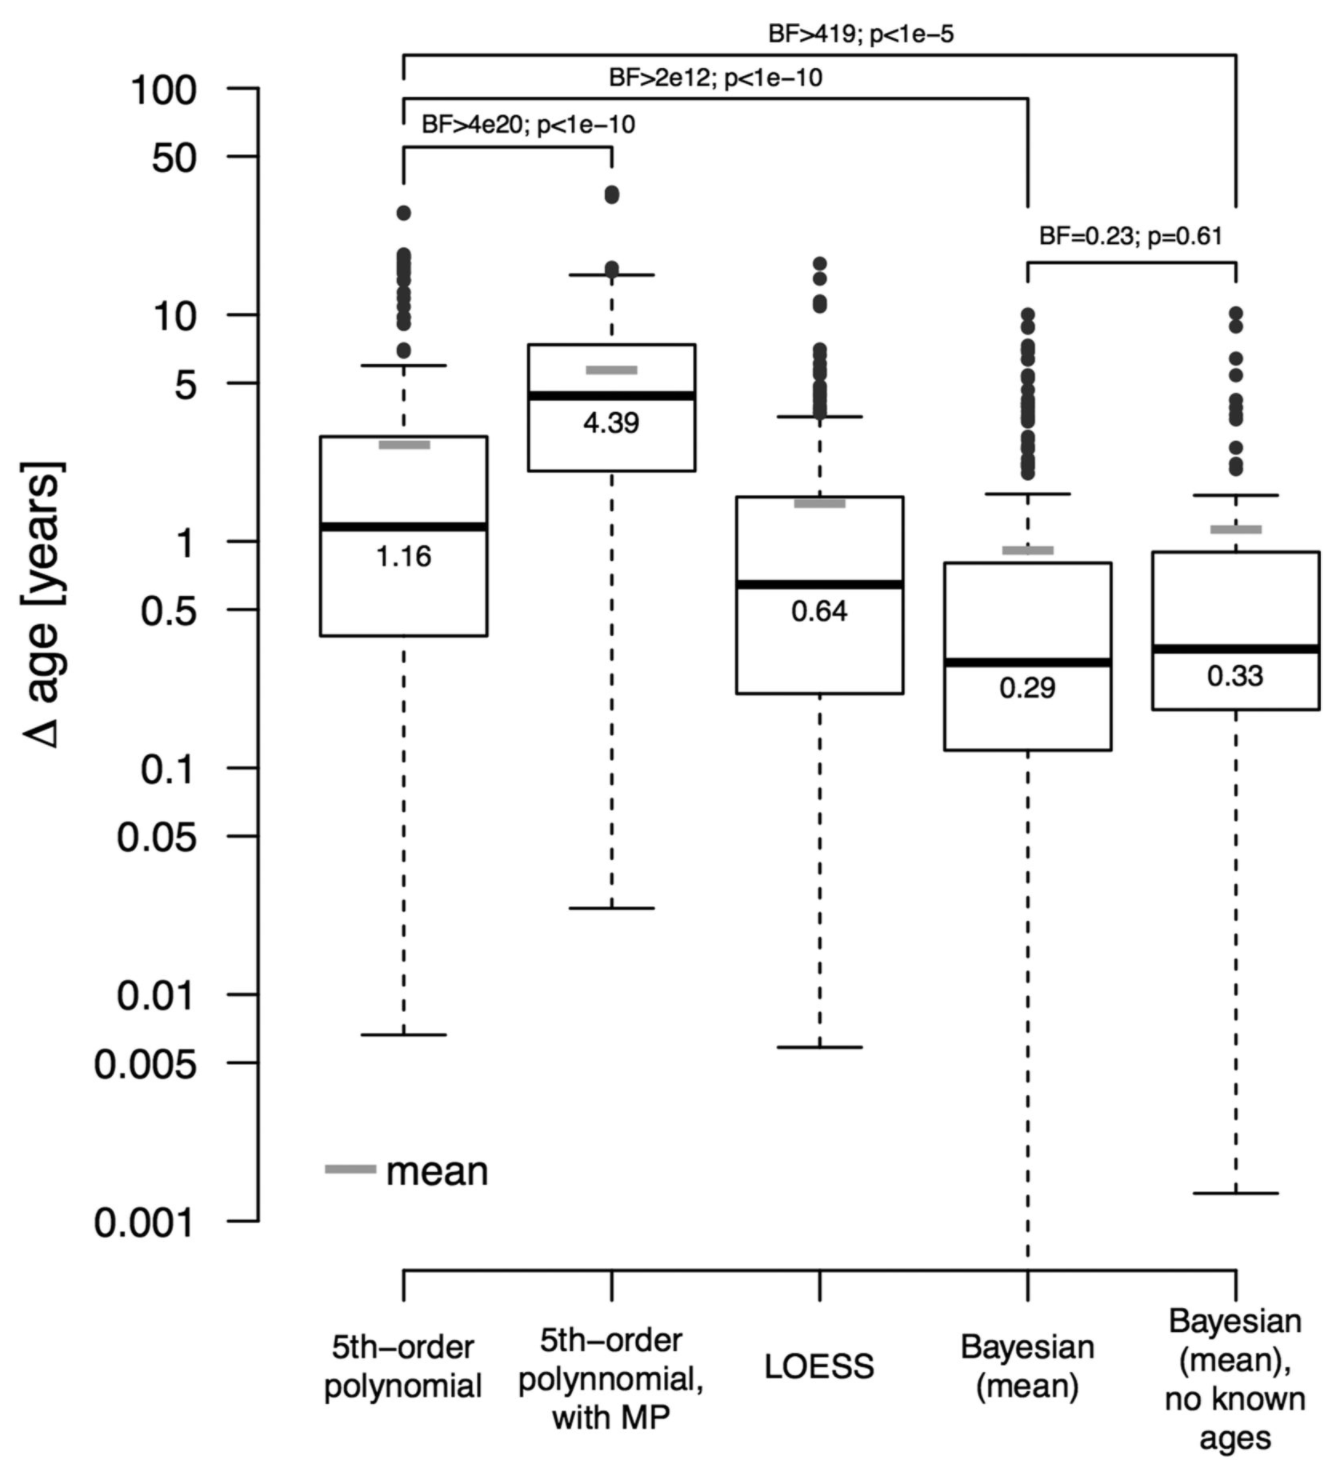 BF>419; p<1e−5
BF>2e12; p<1e−10
BF>4e20; p<1e−10
BF=0.23; p=0.61
100
50
10
5
1
0.5
0.1
0.05
0.01
0.005
0.001
Δ age [years]
1.16
4.39
0.64
0.29
0.33
mean
5th−order
polynomial
5th−order
polynnomial,
with MP
LOESS
Bayesian
(mean)
Bayesian
(mean),
no known
ages